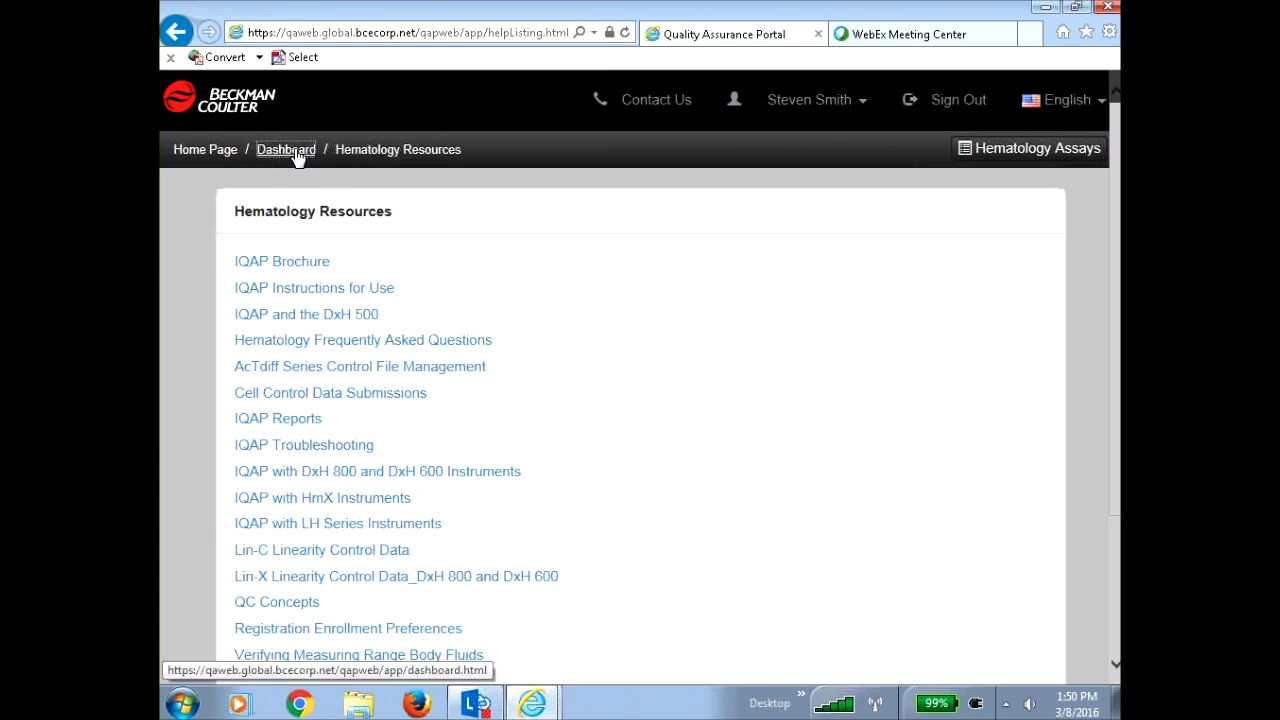 https://qaweb.global.bcecorp.net/qapweb/app/helpListing.html
Quality Assurance Portal
WebEx Meeting Center
Convert
Select
BECKMAN
COULTER
Contact Us
Steven Smith
Sign Out
English
Home Page / Dashboard / Hematology Resources
Hematology Assays
Hematology Resources
IQAP Brochure
IQAP Instructions for Use
IQAP and the DxH 500
Hematology Frequently Asked Questions
AcTdiff Series Control File Management
Cell Control Data Submissions
IQAP Reports
IQAP Troubleshooting
IQAP with DxH 800 and DxH 600 Instruments
IQAP with HmX Instruments
IQAP with LH Series Instruments
Lin-C Linearity Control Data
Lin-X Linearity Control Data_DxH 800 and DxH 600
QC Concepts
Registration Enrollment Preferences
Verifying Measuring Range Body Fluids
https://qaweb.global.bcecorp.net/qapweb/app/dashboard.html
Desktop
99%
1:50 PM
3/8/2016